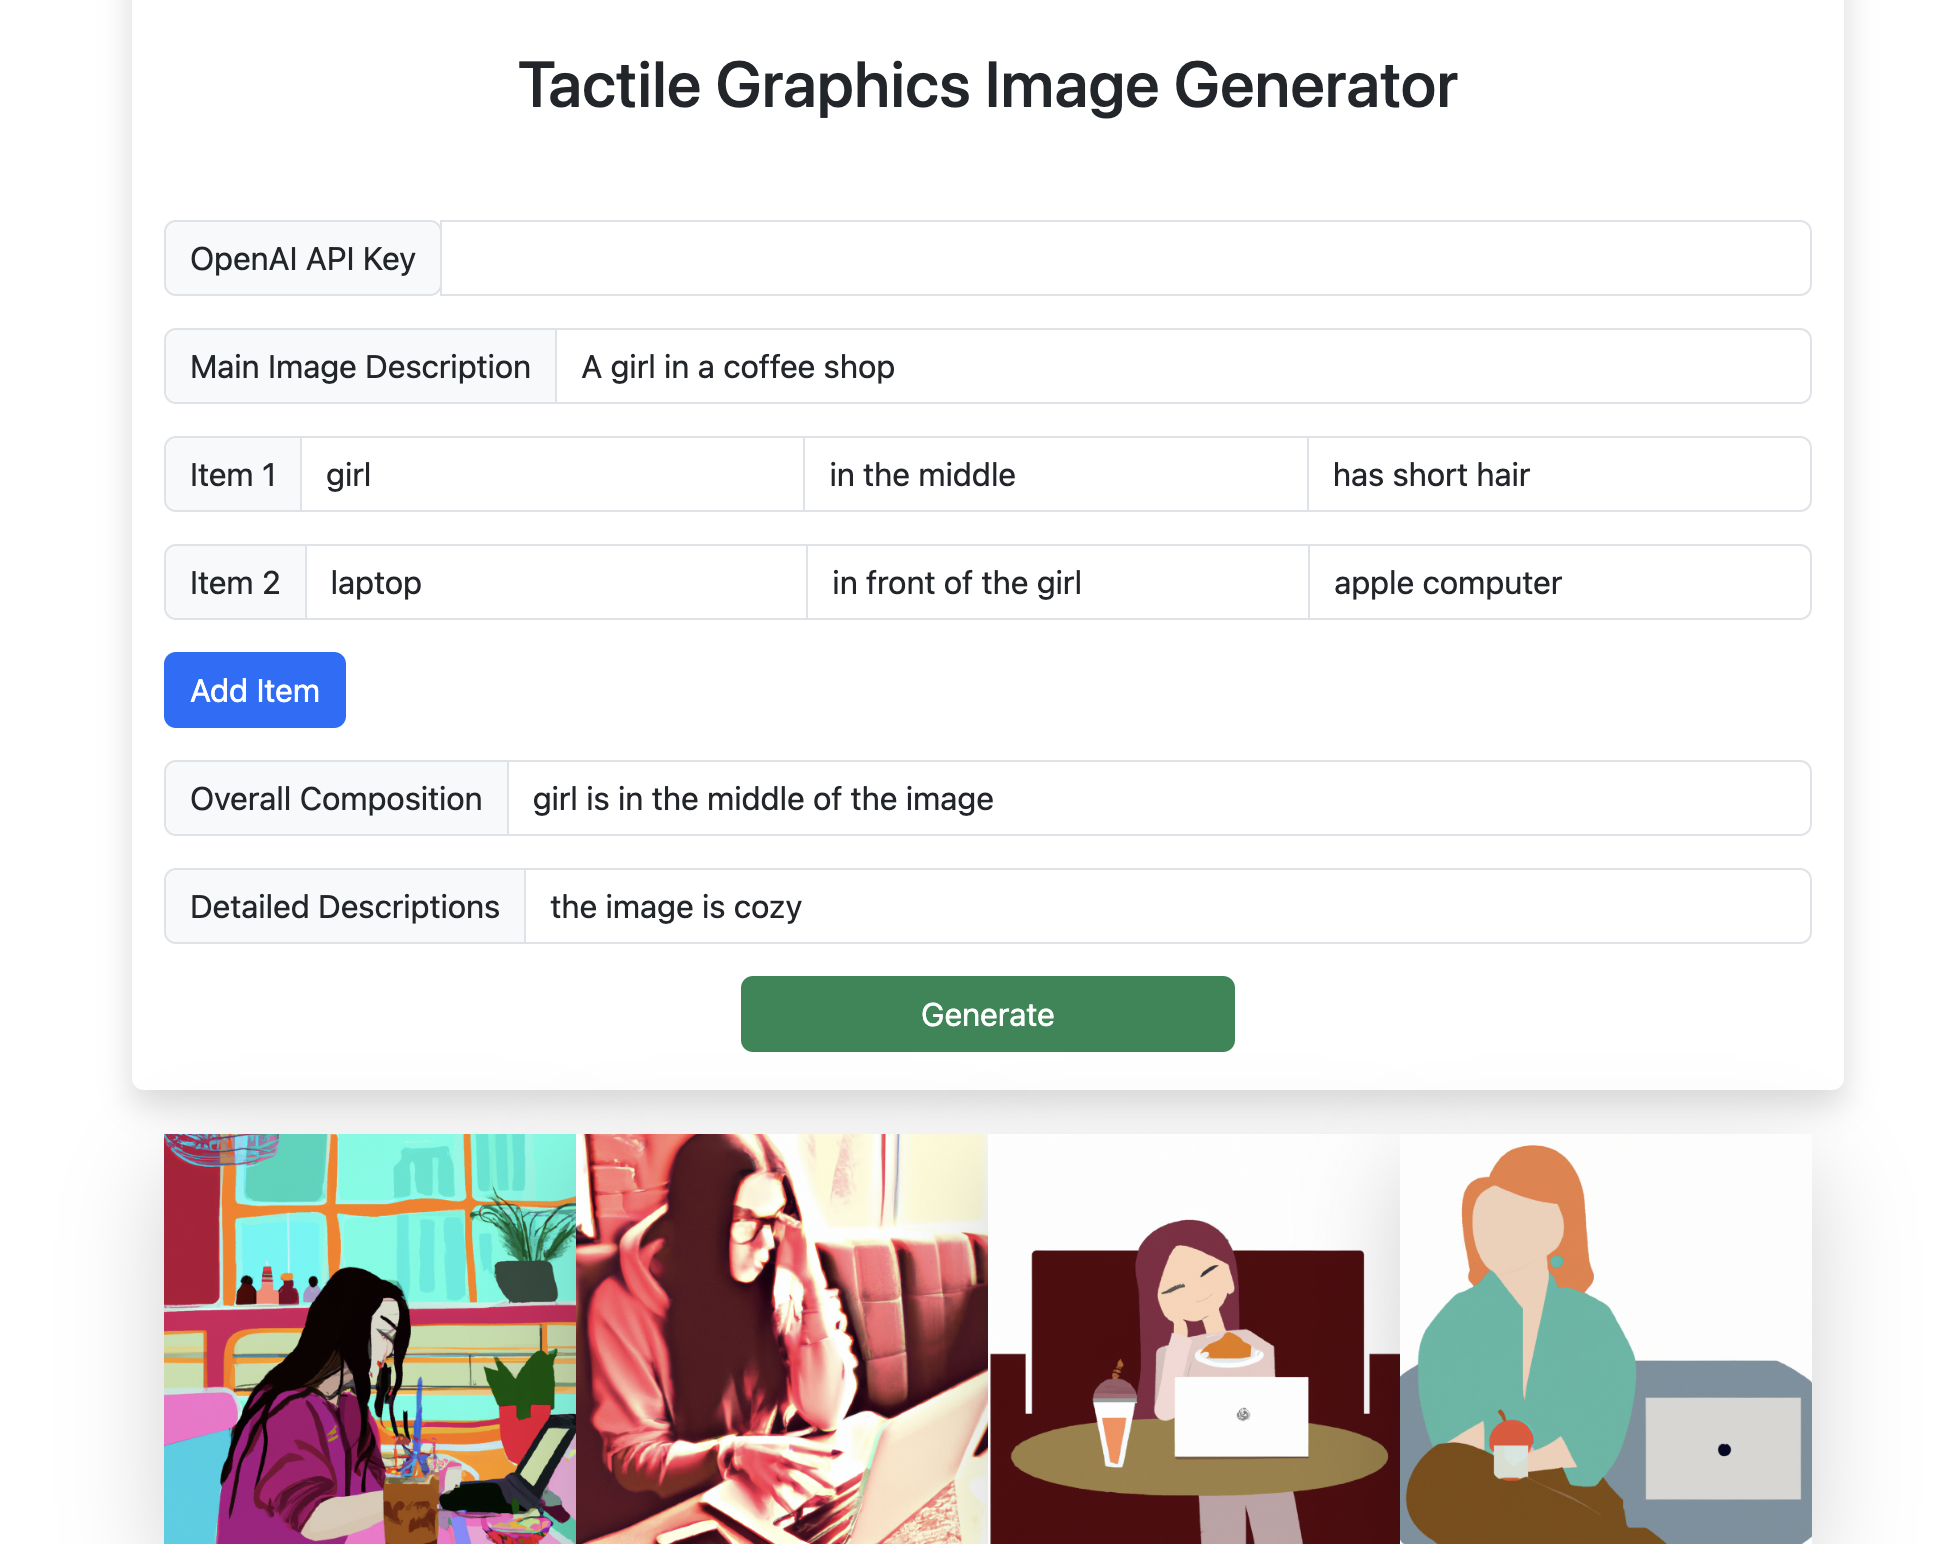 Tactile Graphics Image Generator
OpenAI API Key
Main Image Description A girl in a coffee shop
Item 1 girl in the middle has short hair
Item 2 laptop in front of the girl apple computer
Add Item
Overall Composition girl is in the middle of the image
Detailed Descriptions the image is cozy
Generate